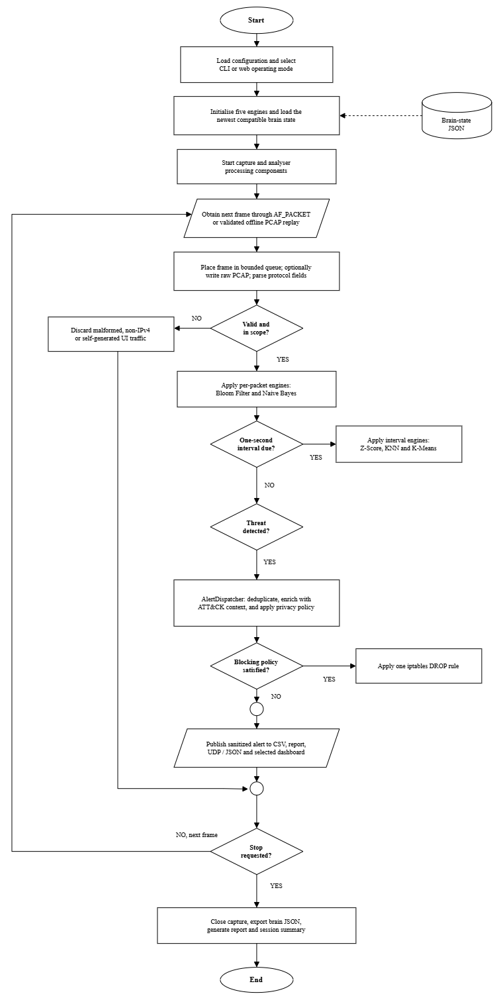 Start
Load configuration and select
CLI or web operating mode
Initialise five engines and load the
newest compatible brain state
Brain-state
JSON
Start capture and analyser
processing components
Obtain next frame through AF_PACKET
or validated offline PCAP replay
Place frame in bounded queue; optionally
write raw PCAP; parse protocol fields
Valid and
in scope?
NO
Discard malformed, non-IPv4
or self-generated UI traffic
YES
Apply per-packet engines:
Bloom Filter and Naive Bayes
One-second
interval due?
YES
Apply interval engines:
Z-Score, KNN and K-Means
NO
Threat
detected?
YES
AlertDispatcher: deduplicate, enrich with
ATT&CK context, and apply privacy policy
Blocking policy
satisfied?
YES
Apply one iptables DROP rule
NO
Publish sanitized alert to CSV, report,
UDP / JSON and selected dashboard
NO, next frame
Stop
requested?
YES
Close capture, export brain JSON,
generate report and session summary
End